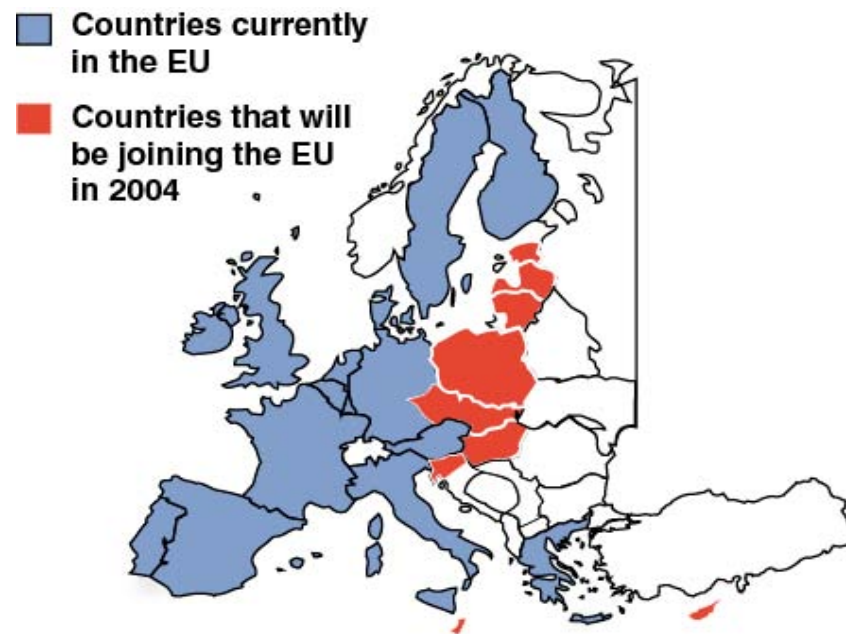 Countries currently
in the EU
Countries that will
be joining the EU
in 2004